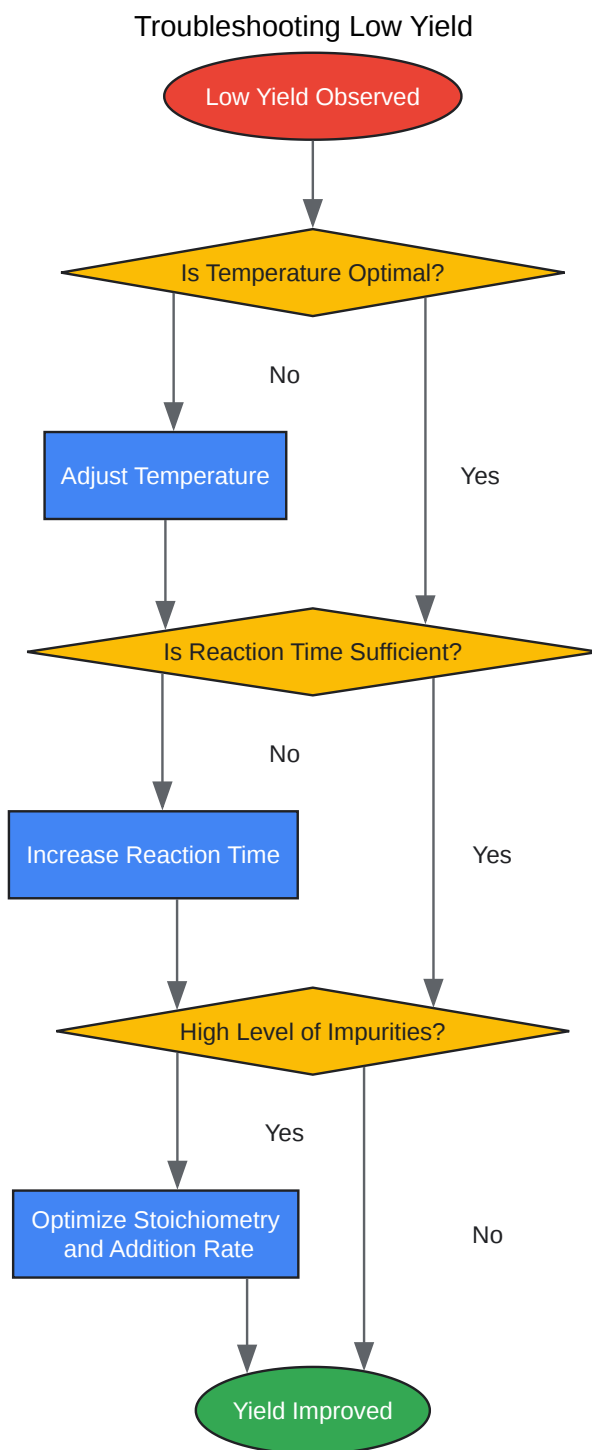 Troubleshooting Low Yield
Low Yield Observed
Is Temperature Optimal?
No
Adjust Temperature
Yes
Is Reaction Time Sufficient?
No
Increase Reaction Time
Yes
High Level of Impurities?
Yes
Optimize Stoichiometry
and Addition Rate
No
Yield Improved